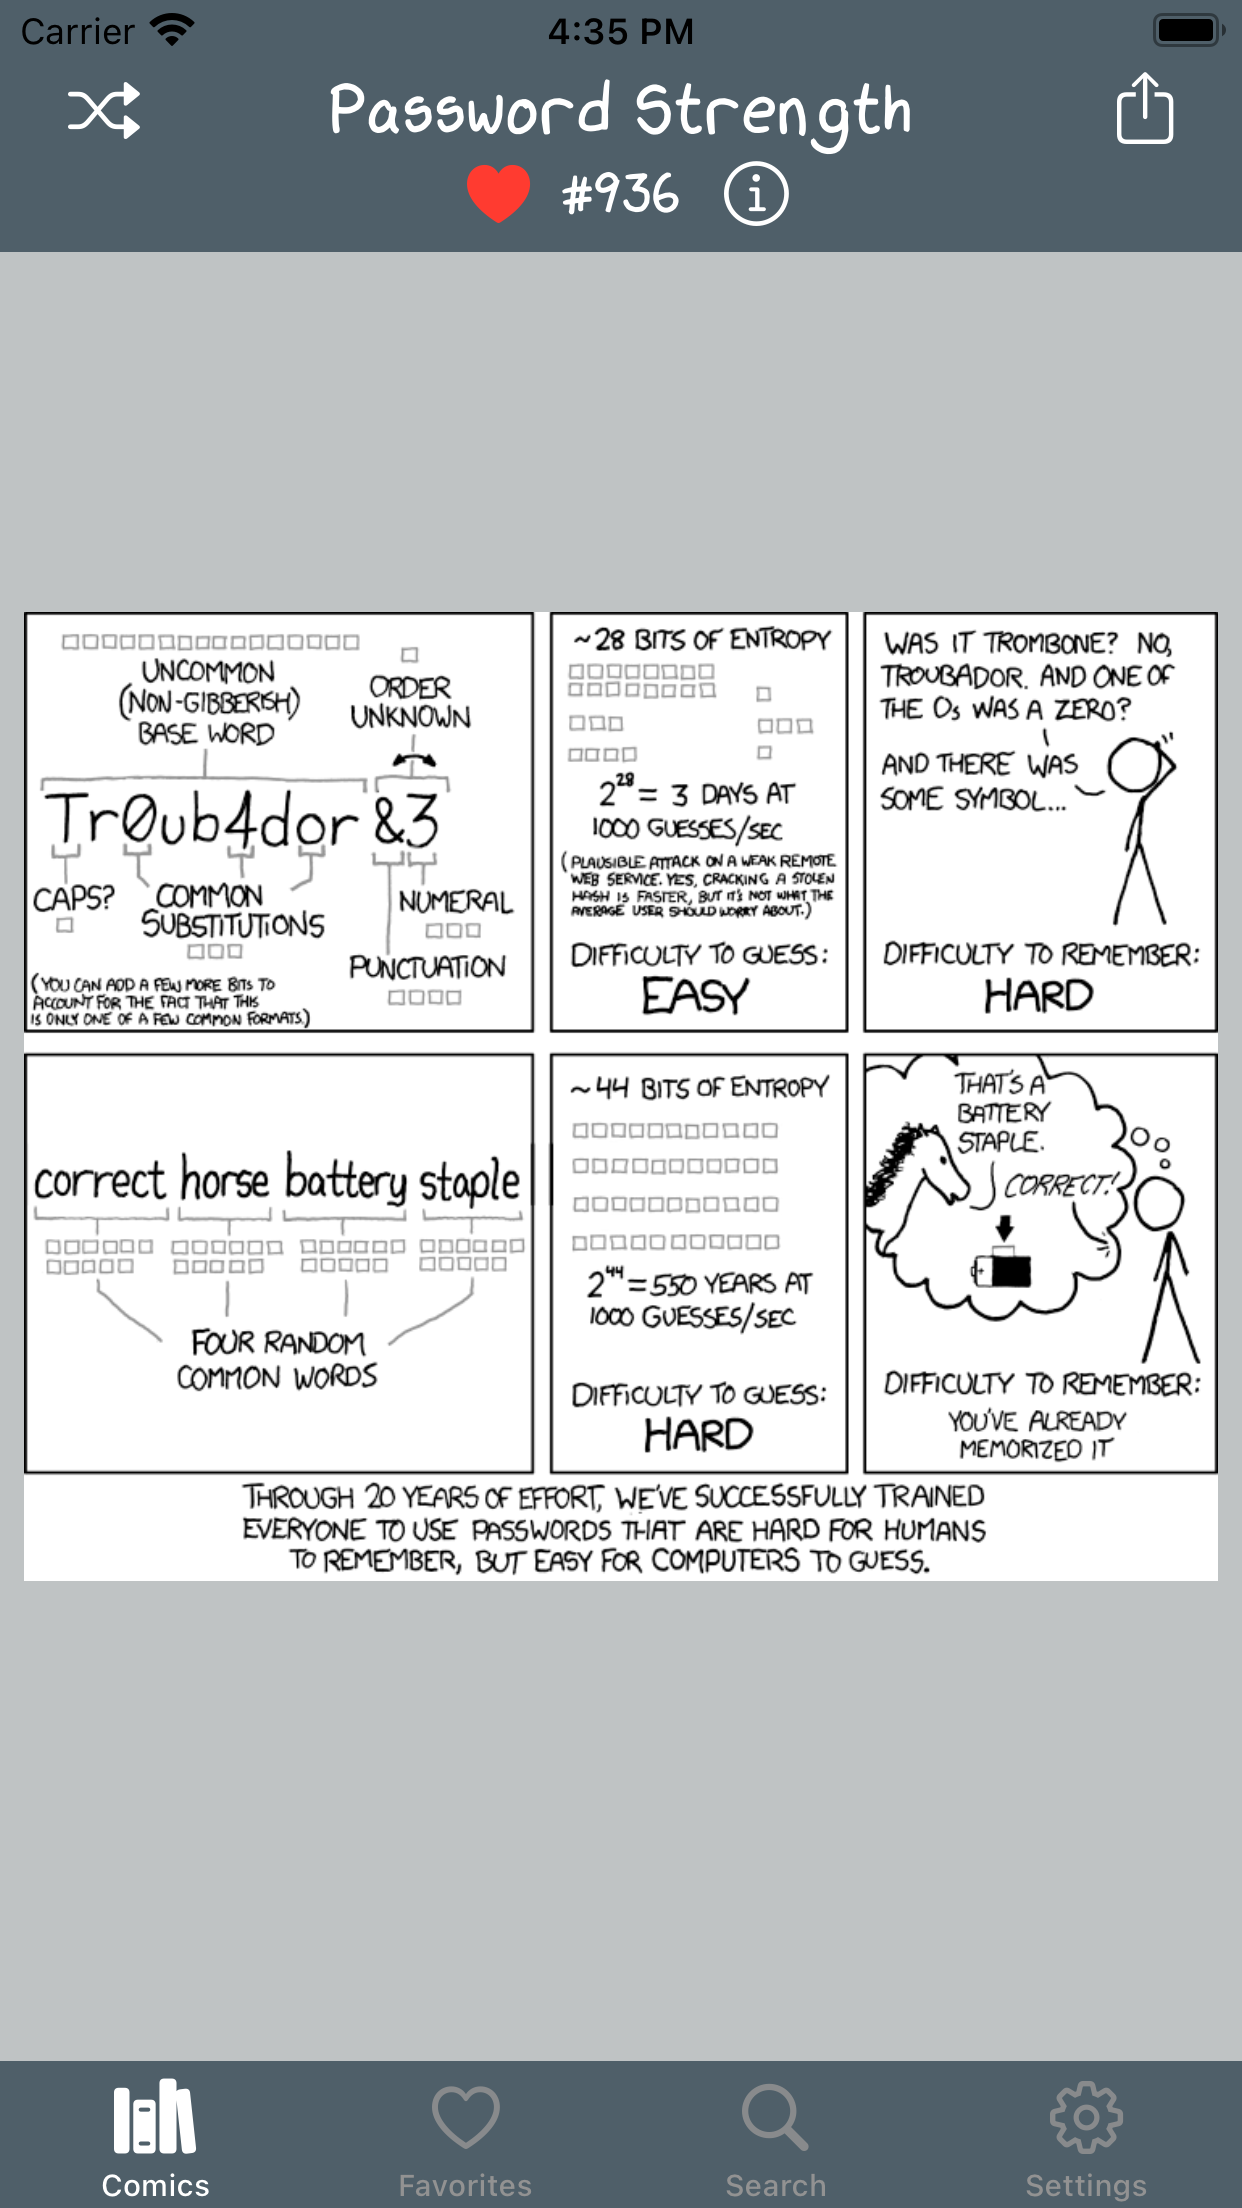 Carrier
4:35 PM
Password Strength
#936
UNCOMMON
(NON-GIBBERISH)
BASE WORD
ORDER
UNKNOWN
Tr0ub4dor &3
CAPS?
COMMON
SUBSTITUTIONS
NUMERAL
PUNCTUATION
(YOU CAN ADD A FEW MORE BITS TO
ACCOUNT FOR THE FACT THAT THIS
IS ONLY ONE OF A FEW COMMON FORMATS.)
~28 BITS OF ENTROPY
2²⁸ = 3 DAYS AT
1000 GUESSES/SEC
(PLAUSIBLE ATTACK ON A WEAK REMOTE
WEB SERVICE. YES, CRACKING A STOLEN
HASH IS FASTER, BUT IT'S NOT WHAT THE
AVERAGE USER SHOULD WORRY ABOUT.)
DIFFICULTY TO GUESS:
EASY
WAS IT TROMBONE? NO,
TROUBADOR. AND ONE OF
THE Os WAS A ZERO?
AND THERE WAS
SOME SYMBOL...
DIFFICULTY TO REMEMBER:
HARD
correct horse battery staple
FOUR RANDOM
COMMON WORDS
~44 BITS OF ENTROPY
2⁴⁴ = 550 YEARS AT
1000 GUESSES/SEC
DIFFICULTY TO GUESS:
HARD
THAT'S A
BATTERY
STAPLE.
CORRECT!
DIFFICULTY TO REMEMBER:
YOU'VE ALREADY
MEMORIZED IT
THROUGH 20 YEARS OF EFFORT, WE'VE SUCCESSFULLY TRAINED
EVERYONE TO USE PASSWORDS THAT ARE HARD FOR HUMANS
TO REMEMBER, BUT EASY FOR COMPUTERS TO GUESS.
Comics
Favorites
Search
Settings